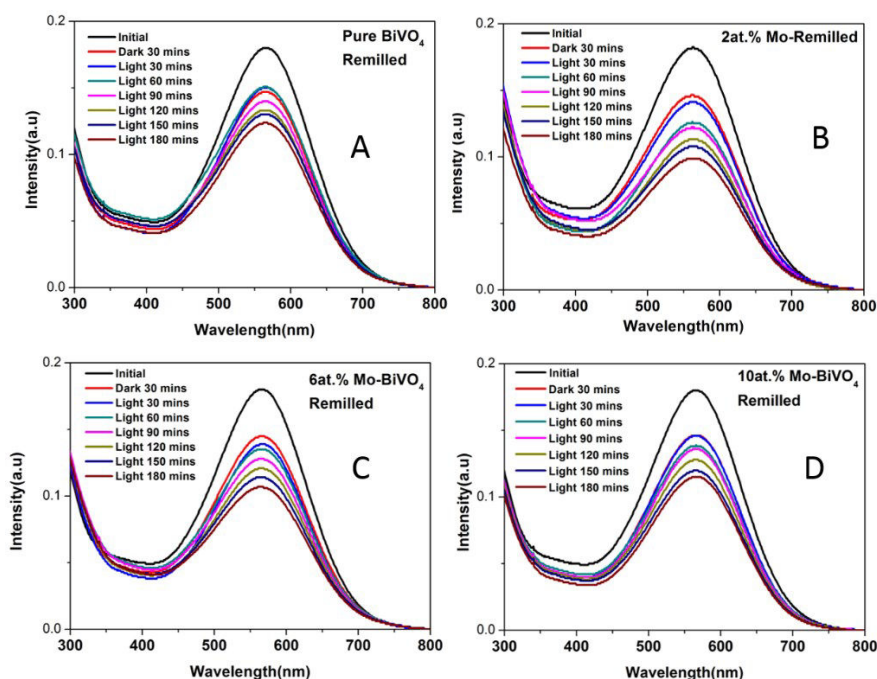 Initial
Dark 30 mins
Light 30 mins
Light 60 mins
Light 90 mins
Light 120 mins
Light 150 mins
Light 180 mins
Pure BiVO₄
Remilled
A
0.2
0.1
0.0
Intensity(a.u)
300 400 500 600 700 800
Wavelength(nm)
Initial
Dark 30 mins
Light 30 mins
Light 60 mins
Light 90 mins
Light 120 mins
Light 150 mins
Light 180 mins
2at.% Mo-Remilled
B
0.2
0.1
0.0
Intensity(a.u)
300 400 500 600 700 800
Wavelength(nm)
Initial
Dark 30 mins
Light 30 mins
Light 60 mins
Light 90 mins
Light 120 mins
Light 150 mins
Light 180 mins
6at.% Mo-BiVO₄
Remilled
C
0.2
0.1
0.0
Intensity(a.u)
300 400 500 600 700 800
Wavelength(nm)
Initial
Dark 30 mins
Light 30 mins
Light 60 mins
Light 90 mins
Light 120 mins
Light 150 mins
Light 180 mins
10at.% Mo-BiVO₄
Remilled
D
0.2
0.1
0.0
Intensity(a.u)
300 400 500 600 700 800
Wavelength(nm)